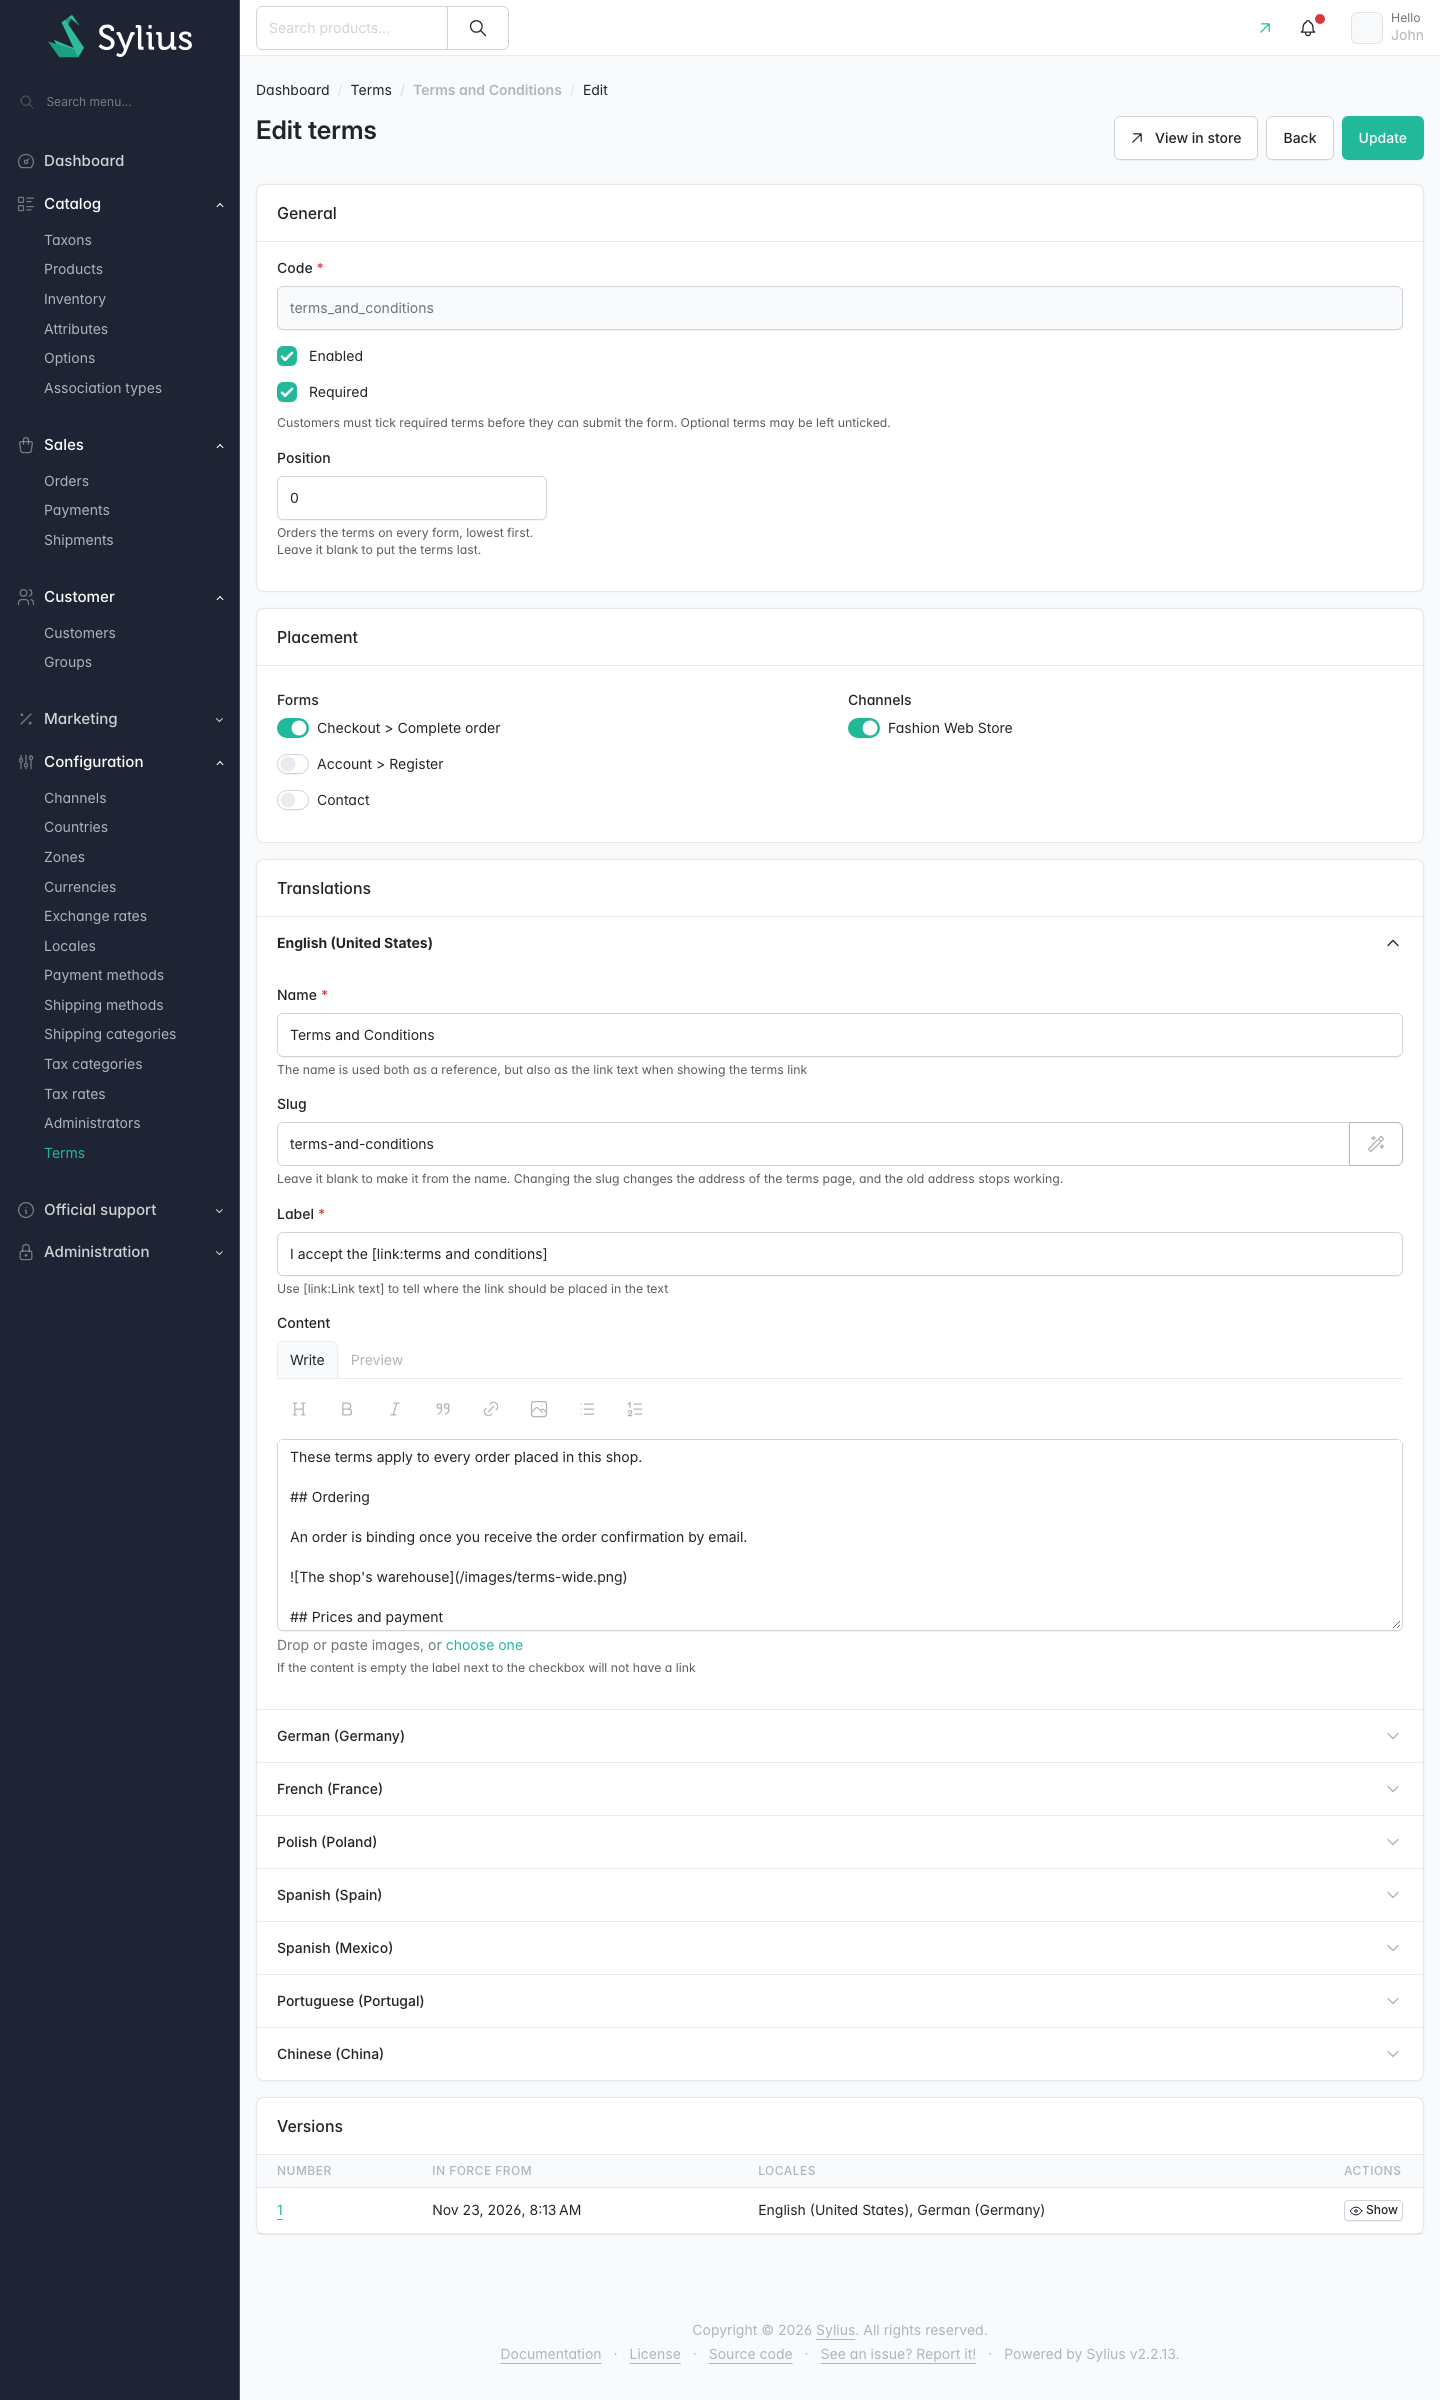 Sylius
Search menu...
Dashboard
Catalog
Taxons
Products
Inventory
Attributes
Options
Association types
Sales
Orders
Payments
Shipments
Customer
Customers
Groups
Marketing
Configuration
Channels
Countries
Zones
Currencies
Exchange rates
Locales
Payment methods
Shipping methods
Shipping categories
Tax categories
Tax rates
Administrators
Terms
Official support
Administration
Search products...
Hello
John
Dashboard / Terms / Terms and Conditions / Edit
Edit terms
View in store
Back
Update
General
Code *
terms_and_conditions
Enabled
Required
Customers must tick required terms before they can submit the form. Optional terms may be left unticked.
Position
0
Orders the terms on every form, lowest first.
Leave it blank to put the terms last.
Placement
Forms
Checkout > Complete order
Account > Register
Contact
Channels
Fashion Web Store
Translations
English (United States)
Name *
Terms and Conditions
The name is used both as a reference, but also as the link text when showing the terms link
Slug
terms-and-conditions
Leave it blank to make it from the name. Changing the slug changes the address of the terms page, and the old address stops working.
Label *
I accept the [link:terms and conditions]
Use [link:Link text] to tell where the link should be placed in the text
Content
Write
Preview
These terms apply to every order placed in this shop.
## Ordering
An order is binding once you receive the order confirmation by email.
![The shop's warehouse](/images/terms-wide.png)
## Prices and payment
Drop or paste images, or choose one
If the content is empty the label next to the checkbox will not have a link
German (Germany)
French (France)
Polish (Poland)
Spanish (Spain)
Spanish (Mexico)
Portuguese (Portugal)
Chinese (China)
Versions
NUMBER IN FORCE FROM LOCALES ACTIONS
1 Nov 23, 2026, 8:13 AM English (United States), German (Germany) Show
Copyright © 2026 Sylius. All rights reserved.
Documentation · License · Source code · See an issue? Report it! · Powered by Sylius v2.2.13.